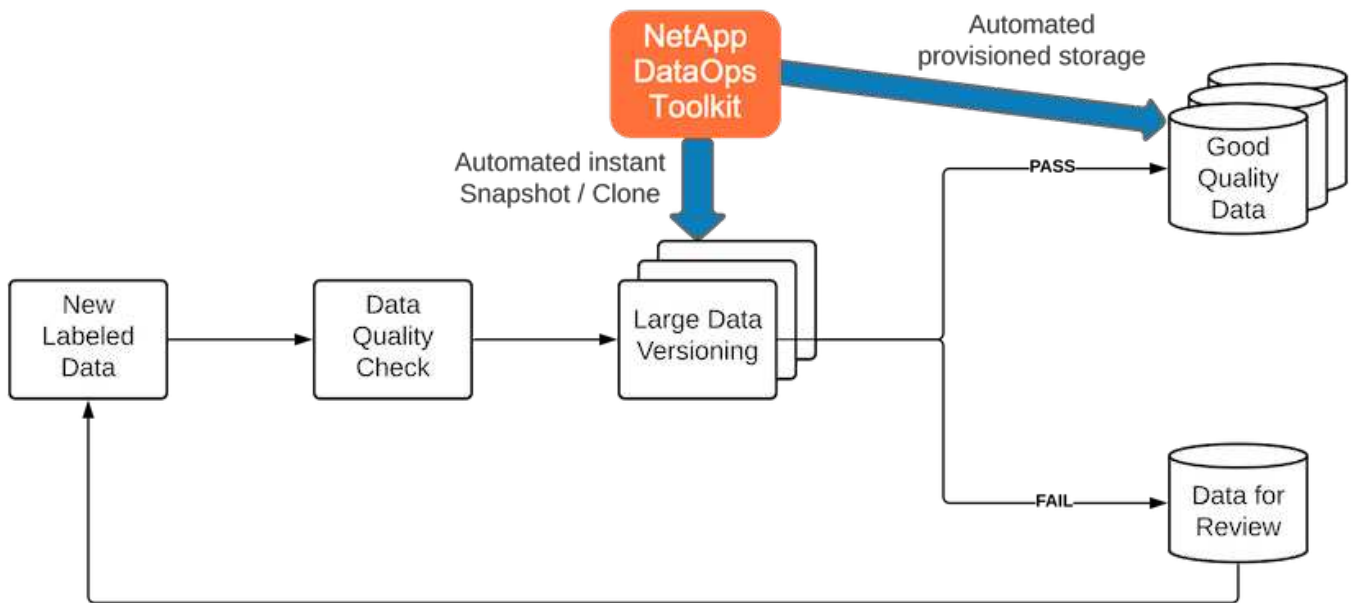 NetApp
DataOps
Toolkit
Automated
provisioned storage
Automated instant
Snapshot / Clone
PASS
Good
Quality
Data
New
Labeled
Data
Data
Quality
Check
Large Data
Versioning
FAIL
Data for
Review